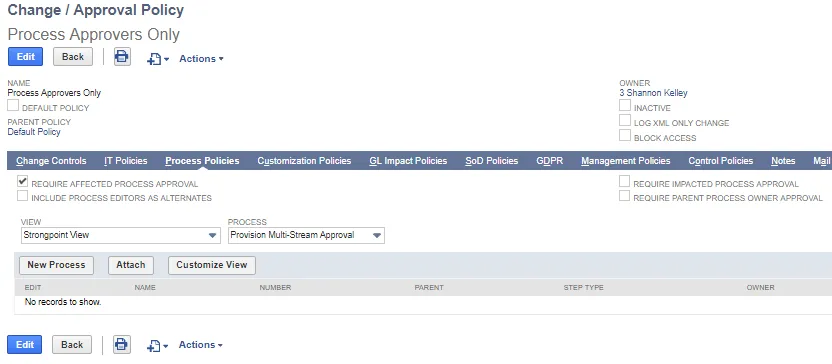 Change / Approval Policy
Process Approvers Only
Edit Back Actions
NAME
Process Approvers Only
DEFAULT POLICY
PARENT POLICY
Default Policy
OWNER
3 Shannon Kelley
INACTIVE
LOG XML ONLY CHANGE
BLOCK ACCESS
Change Controls IT Policies Process Policies Customization Policies GL Impact Policies SoD Policies GDPR Management Policies Control Policies Notes Mail
REQUIRE AFFECTED PROCESS APPROVAL
INCLUDE PROCESS EDITORS AS ALTERNATES
REQUIRE IMPACTED PROCESS APPROVAL
REQUIRE PARENT PROCESS OWNER APPROVAL
VIEW PROCESS
Strongpoint View Provision Multi-Stream Approval
New Process Attach Customize View
EDIT NAME NUMBER PARENT STEP TYPE OWNER
No records to show.
Edit Back Actions